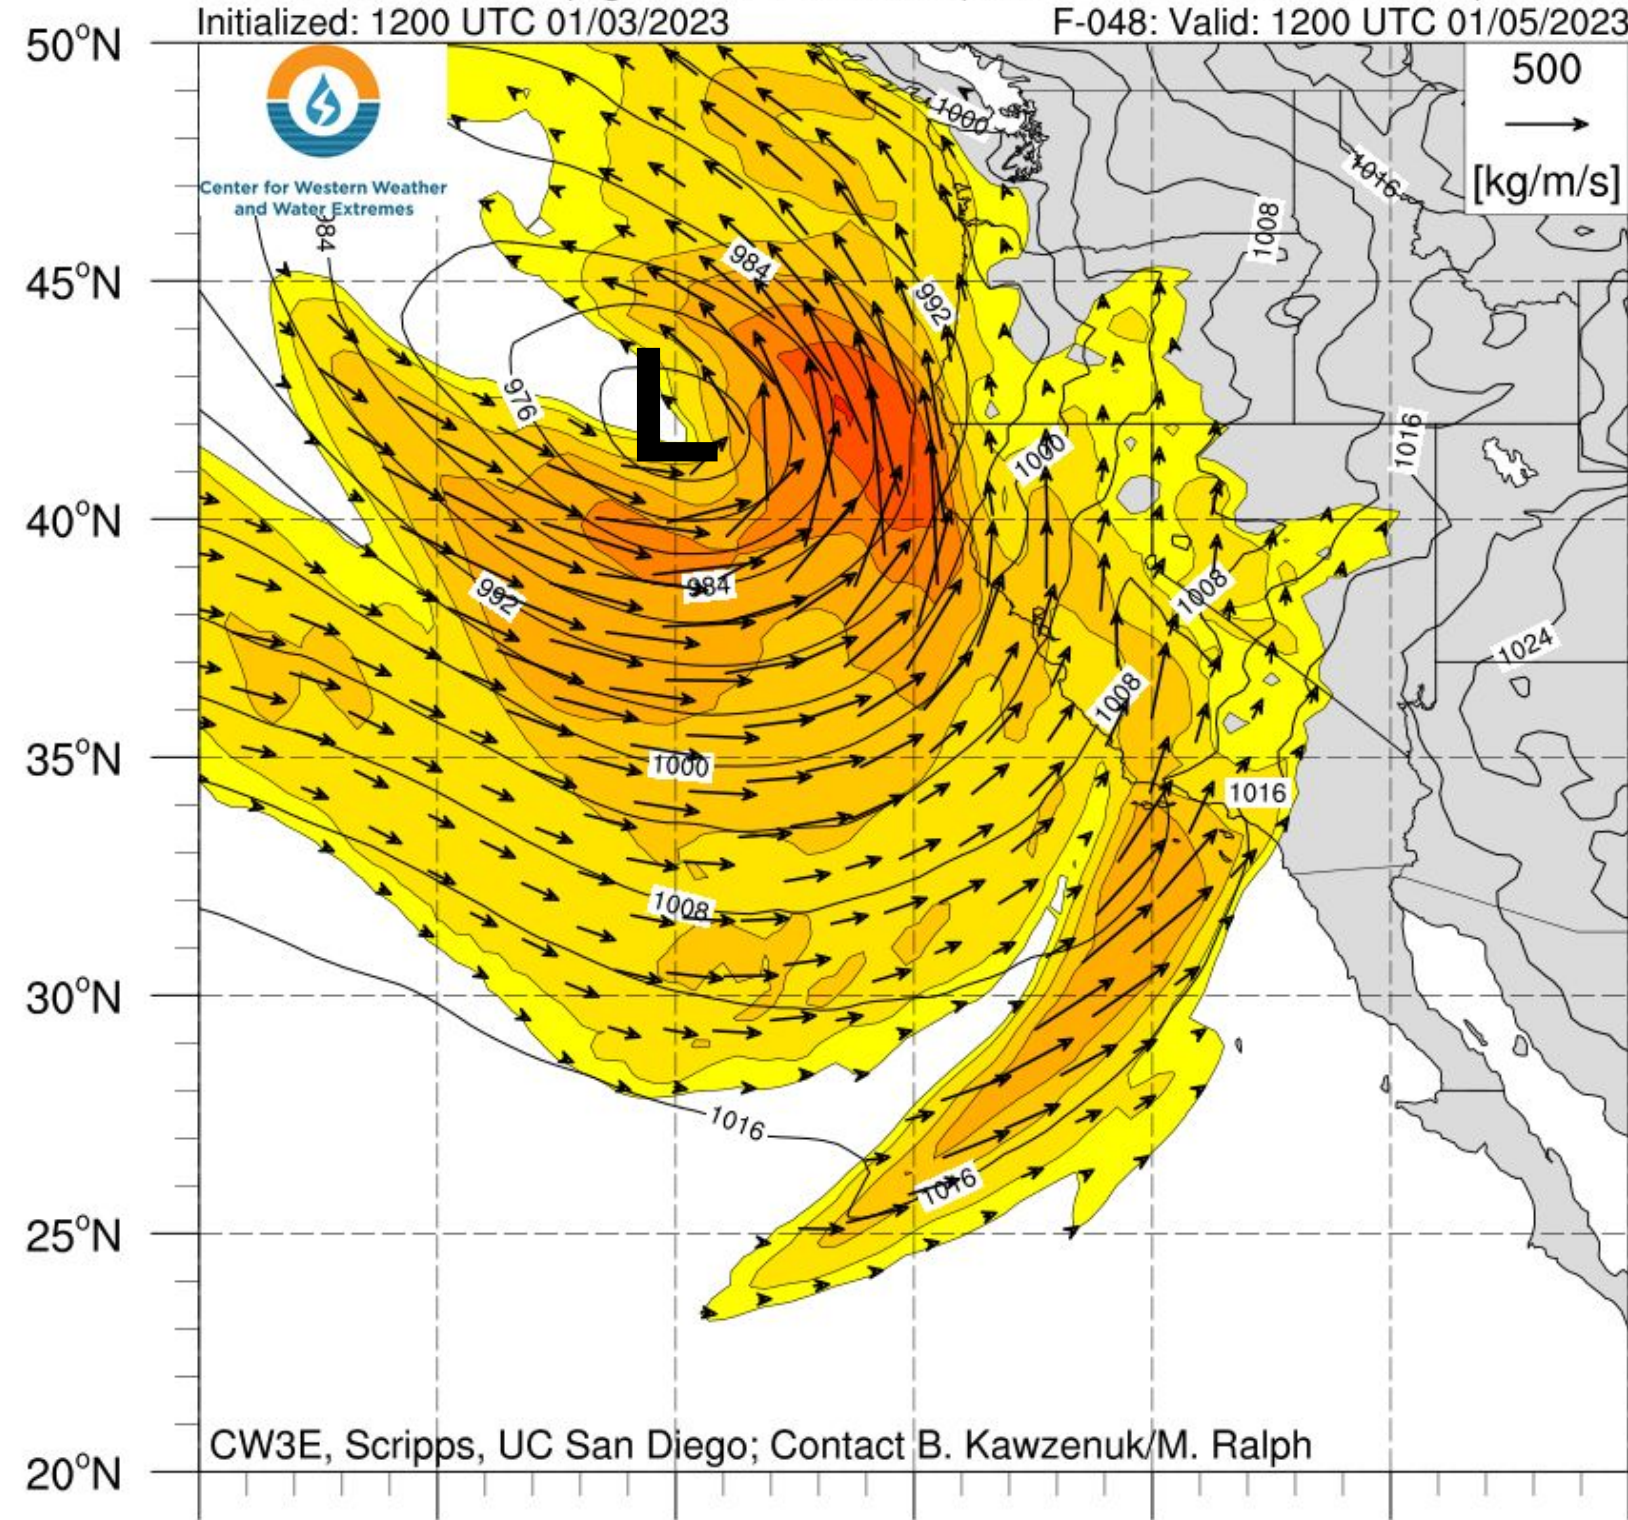 Initialized: 1200 UTC 01/03/2023
F-048: Valid: 1200 UTC 01/05/2023
50°N
500
[kg/m/s]
Center for Western Weather
and Water Extremes
1000
1016
1008
984
984
45°N
992
976
L
1000
1016
40°N
984
992
1008
1024
1008
35°N
1000
1016
1008
30°N
1016
1016
25°N
CW3E, Scripps, UC San Diego; Contact B. Kawzenuk/M. Ralph
20°N